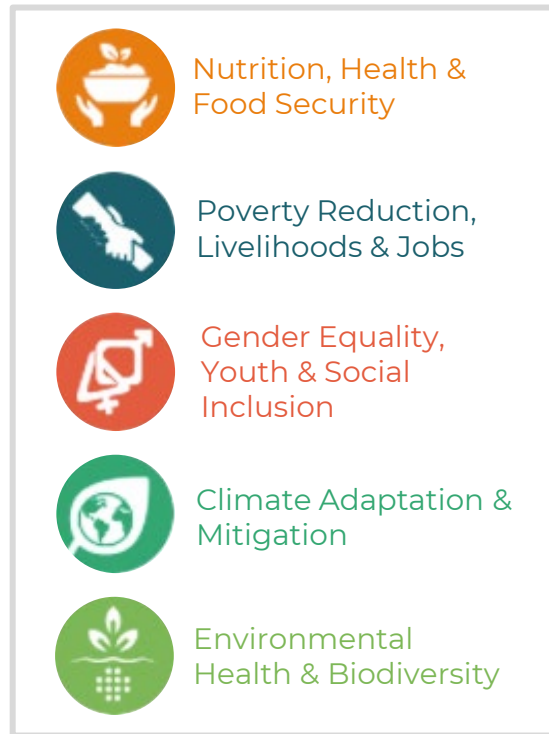 Nutrition, Health &
Food Security
Poverty Reduction,
Livelihoods & Jobs
Gender Equality,
Youth & Social
Inclusion
Climate Adaptation &
Mitigation
Environmental
Health & Biodiversity